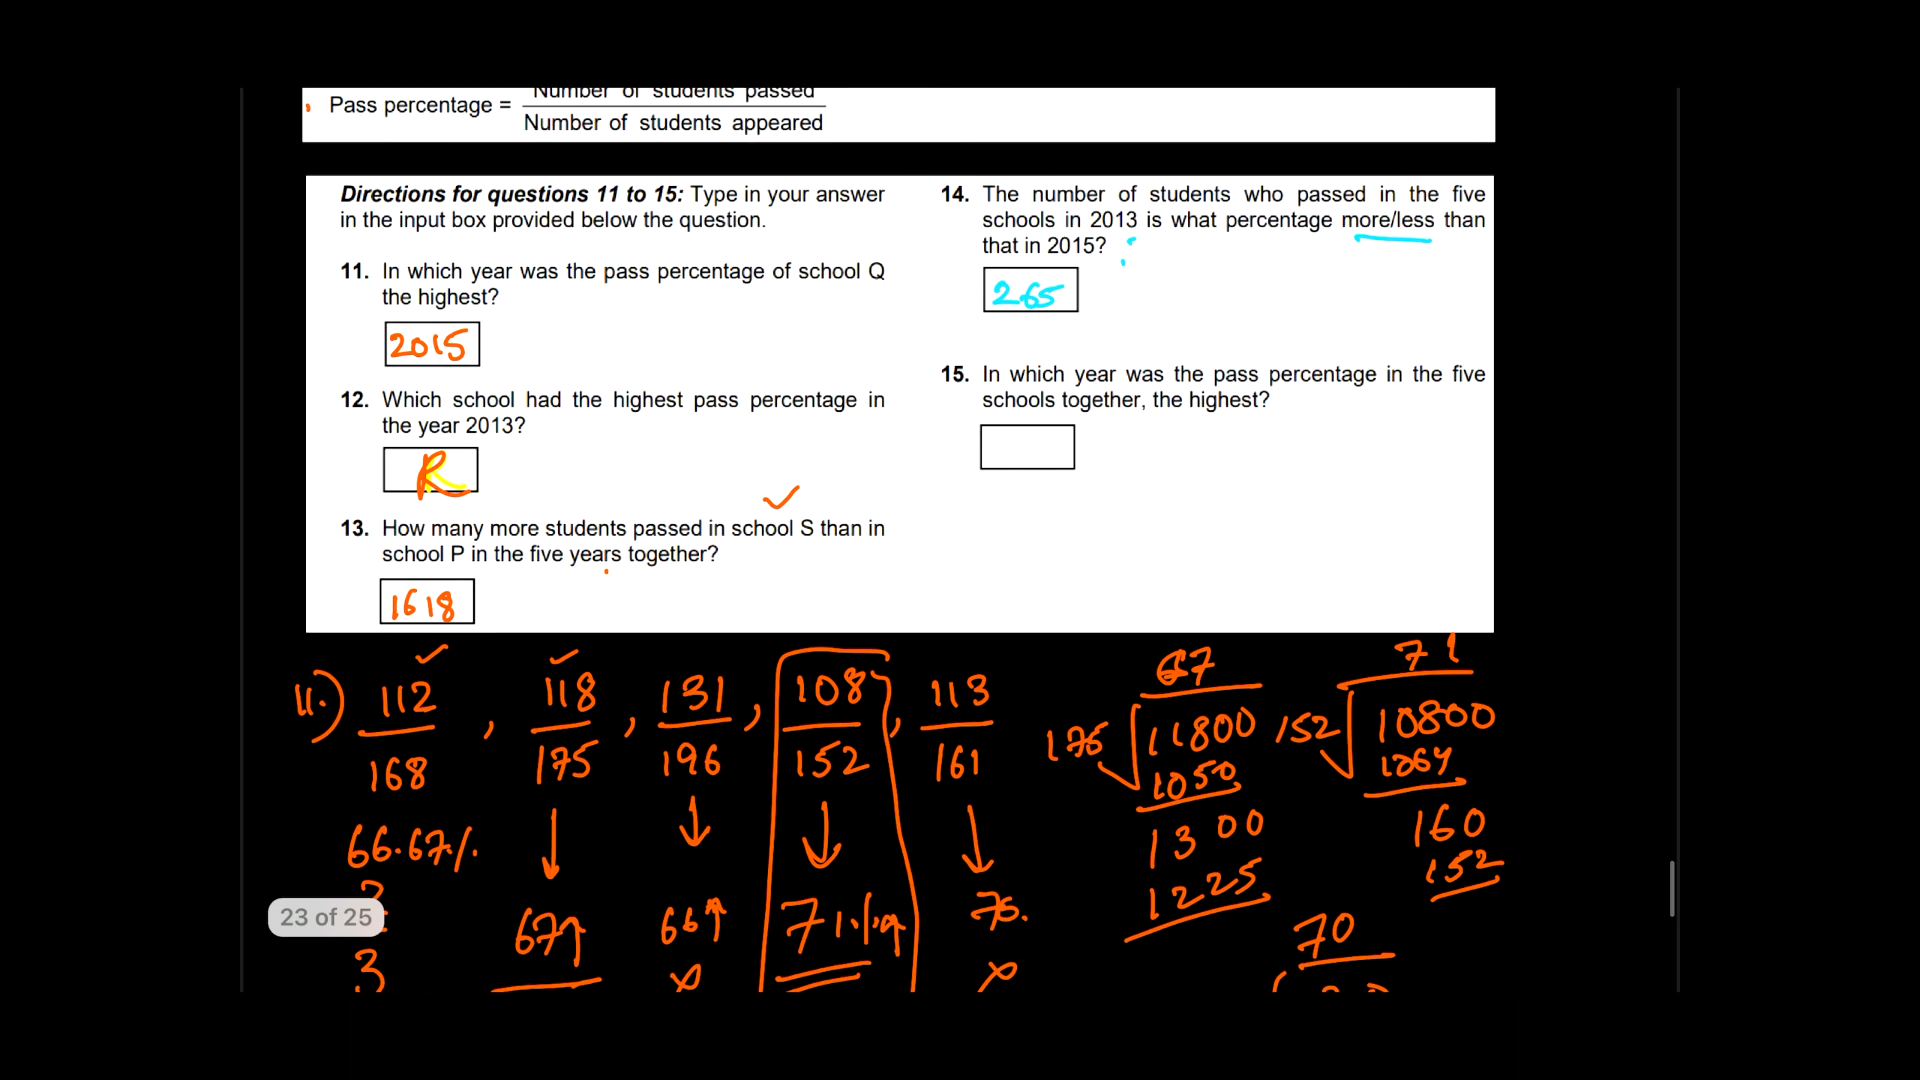 Pass percentage = Number of students passed
Number of students appeared
Directions for questions 11 to 15: Type in your answer
in the input box provided below the question.
11. In which year was the pass percentage of school Q
the highest?
2015
12. Which school had the highest pass percentage in
the year 2013?
R
13. How many more students passed in school S than in
school P in the five years together?
1618
14. The number of students who passed in the five
schools in 2013 is what percentage more/less than
that in 2015?
265
15. In which year was the pass percentage in the five
schools together, the highest?
11.) 112/168, 118/175, 131/196, 108/152, 113/161
66.67%
67↑
66↑
71%↑
70.
x
x
2
3
67
175 11800
1050
1300
1225
71
152 10800
1064
160
152
70
23 of 25